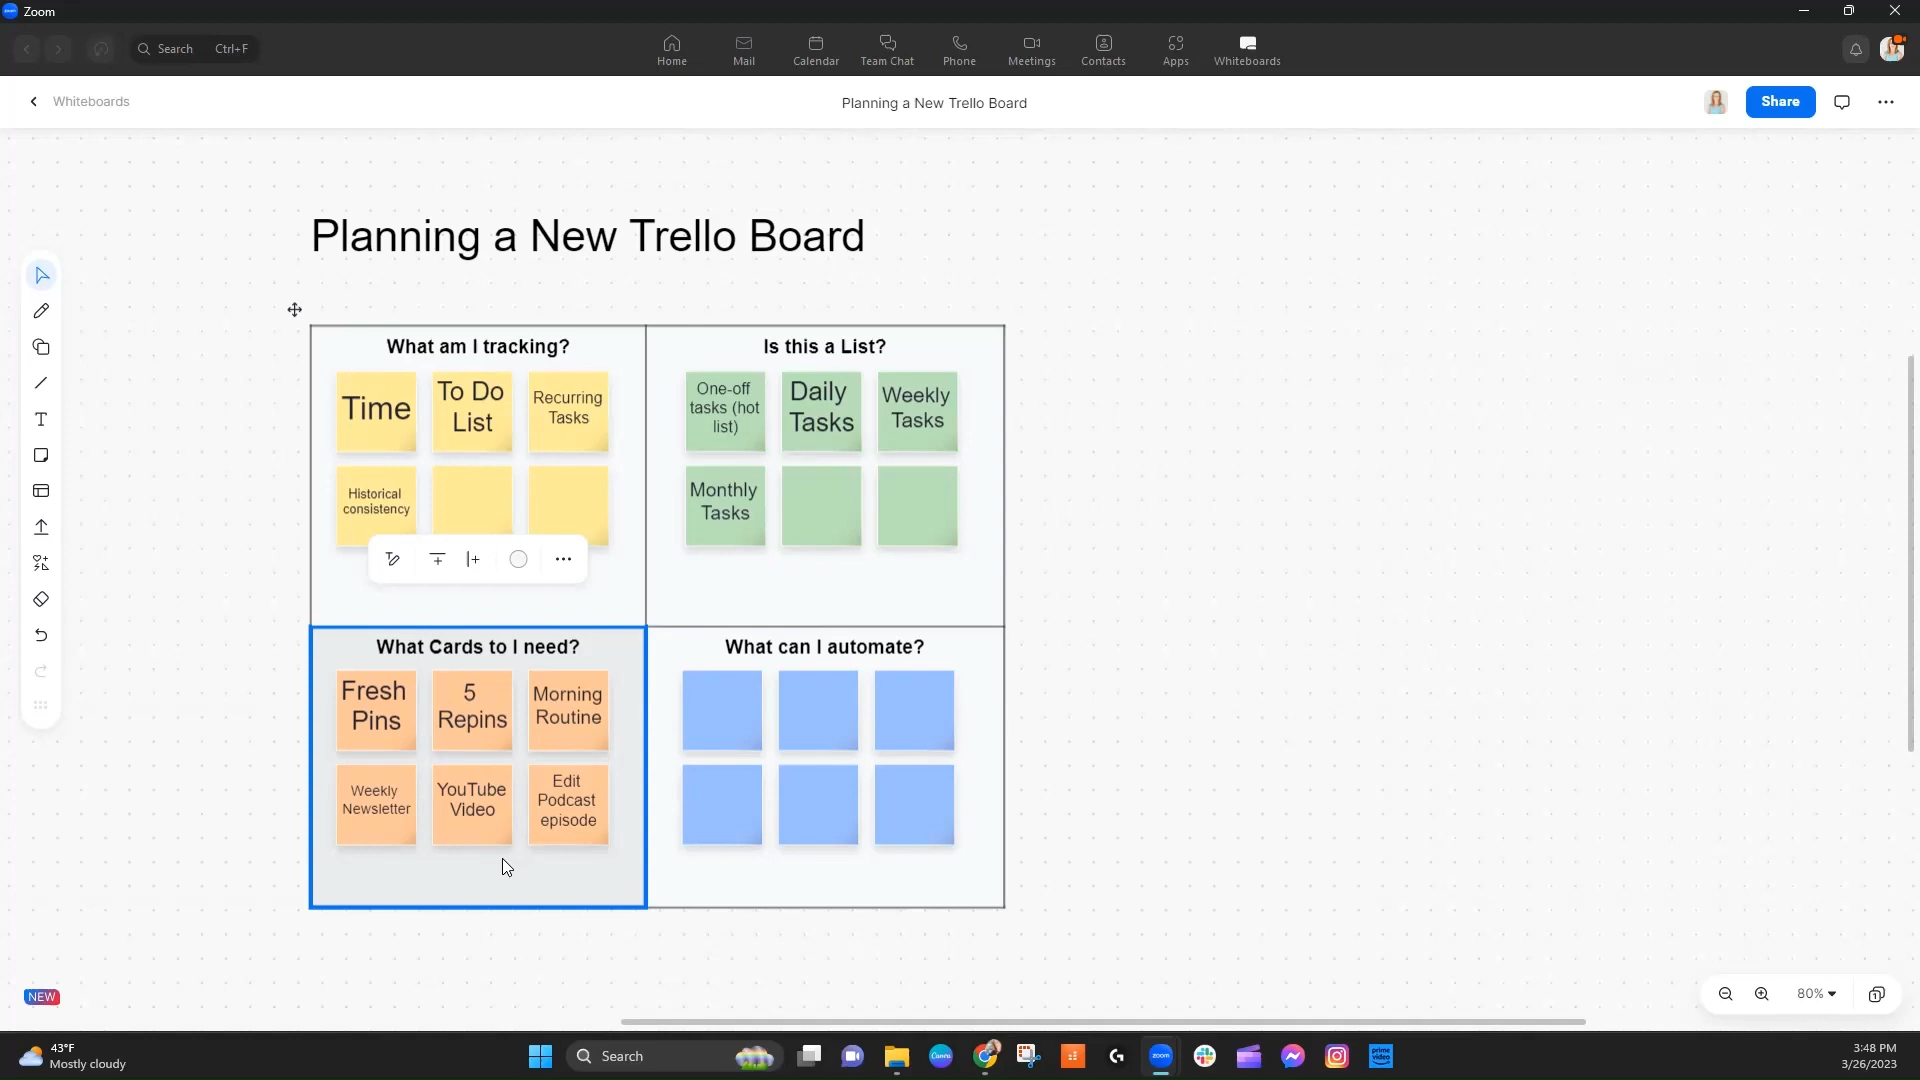 Zoom
Search Ctrl+F
Home
Mail
Calendar
Team Chat
Phone
Meetings
Contacts
Apps
Whiteboards
Whiteboards
Planning a New Trello Board
Share
Planning a New Trello Board
What am I tracking?
Time
To Do
List
Recurring
Tasks
Historical
consistency
Is this a List?
One-off
tasks (hot
list)
Daily
Tasks
Weekly
Tasks
Monthly
Tasks
What Cards to I need?
Fresh
Pins
5
Repins
Morning
Routine
Weekly
Newsletter
YouTube
Video
Edit
Podcast
episode
What can I automate?
NEW
80%
43°F
Mostly cloudy
Search
Canva
zoom
prime
video
3:48 PM
3/26/2023